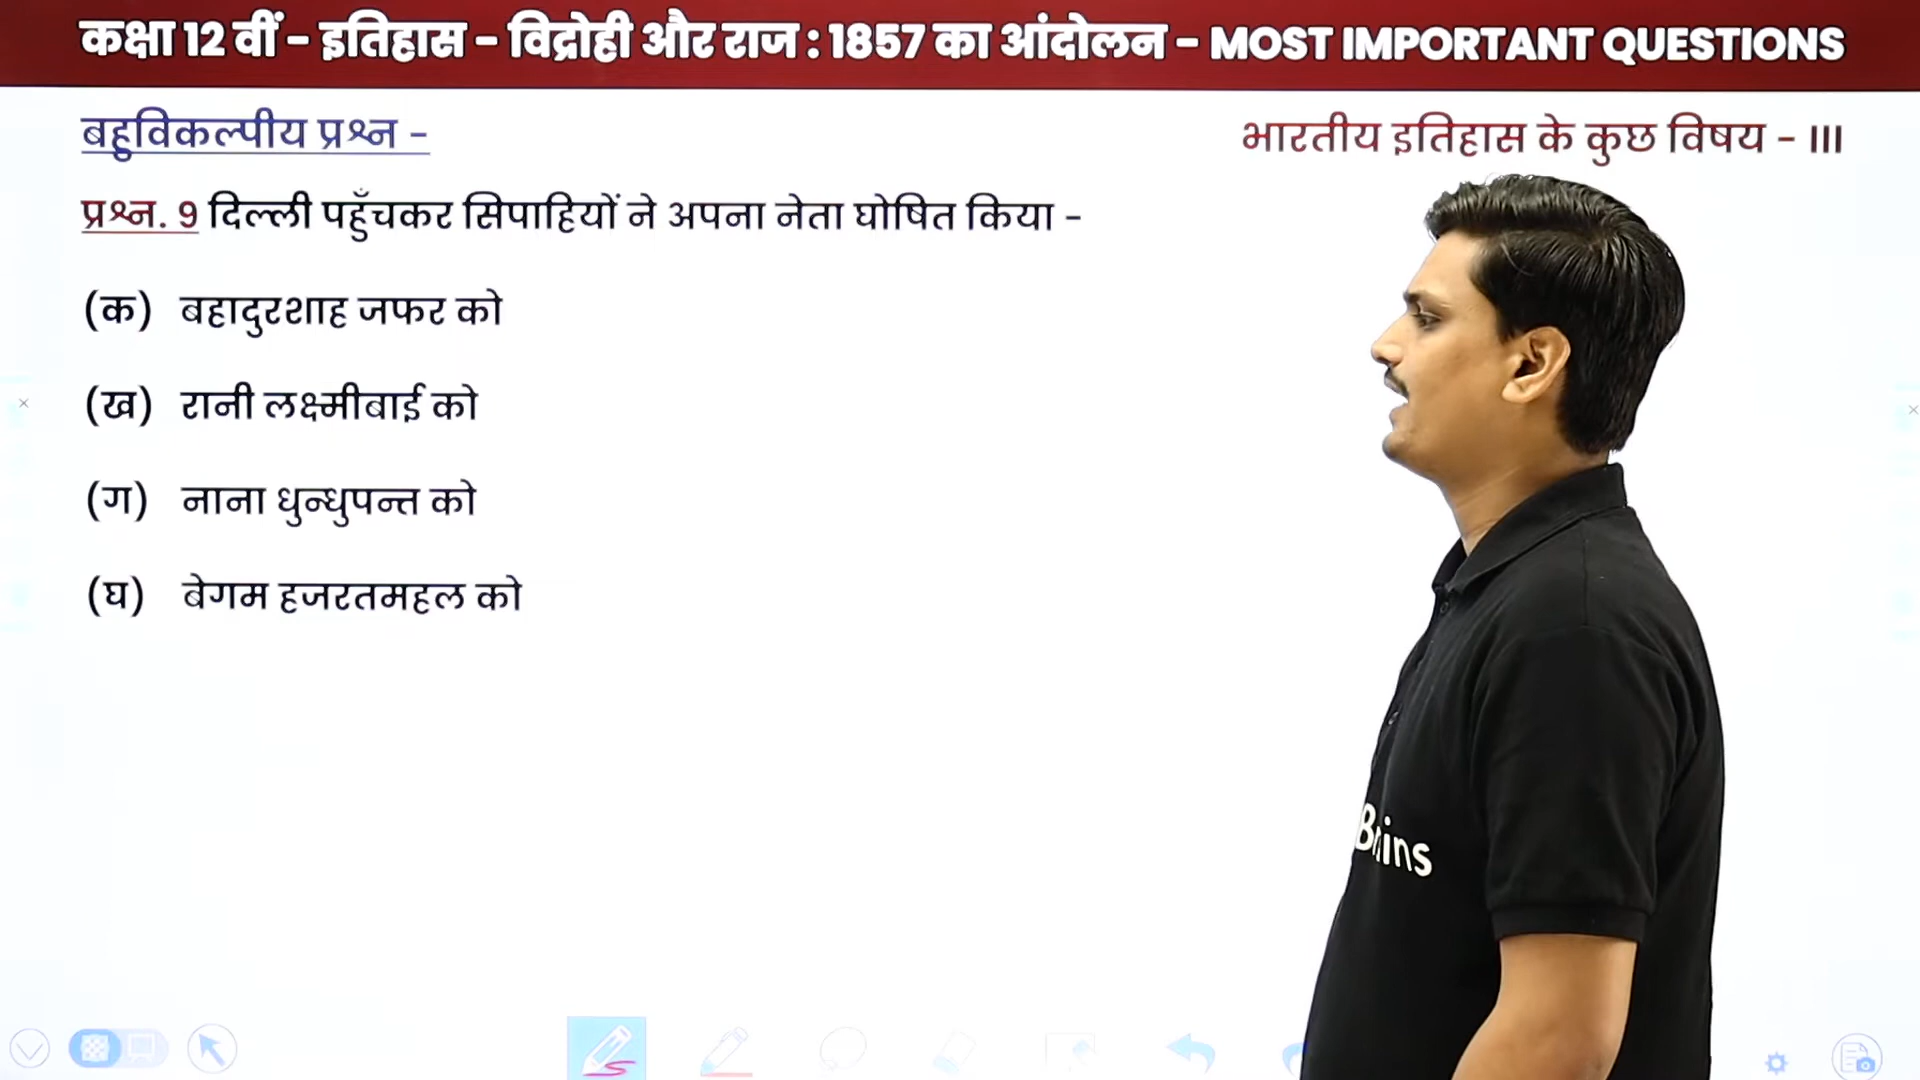 कक्षा 12 वीं - इतिहास - विद्रोही और राज : 1857 का आंदोलन - MOST IMPORTANT QUESTIONS
बहुविकल्पीय प्रश्न -
भारतीय इतिहास के कुछ विषय - III
प्रश्न. 9 दिल्ली पहुँचकर सिपाहियों ने अपना नेता घोषित किया -
(क) बहादुरशाह जफर को
(ख) रानी लक्ष्मीबाई को
(ग) नाना धुन्धुपन्त को
(घ) बेगम हजरतमहल को
Brains